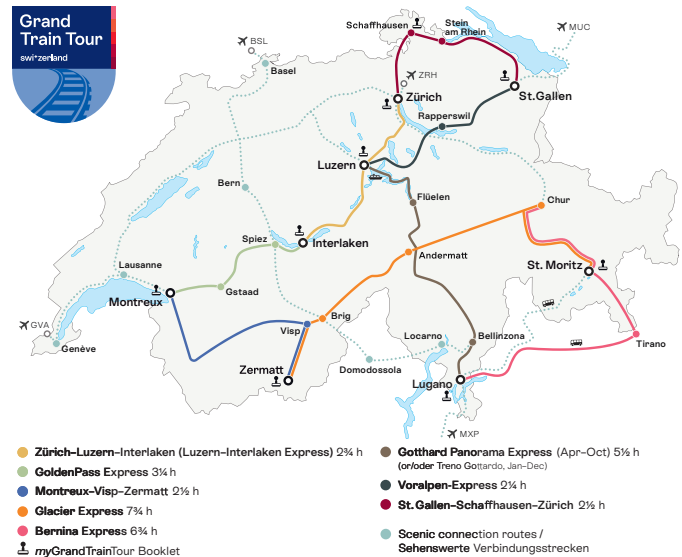 Grand
Train Tour
switzerland
Schaffhausen
Stein
am Rhein
BSL
MUC
Basel
ZRH
Zürich
St.Gallen
Rapperswil
Luzern
Bern
Flüelen
Chur
Spiez
Interlaken
Andermatt
Lausanne
St. Moritz
Gstaad
Montreux
GVA
Visp
Brig
Genève
Locarno
Bellinzona
Tirano
Zermatt
Domodossola
Lugano
MXP
Zürich–Luzern–Interlaken (Luzern–Interlaken Express) 2¾ h
GoldenPass Express 3¼ h
Montreux–Visp–Zermatt 2½ h
Glacier Express 7¾ h
Bernina Express 6¾ h
myGrandTrainTour Booklet
Gotthard Panorama Express (Apr–Oct) 5½ h
(or/oder Treno Gottardo, Jan–Dec)
Voralpen-Express 2¼ h
St.Gallen–Schaffhausen–Zürich 2½ h
Scenic connection routes /
Sehenswerte Verbindungsstrecken